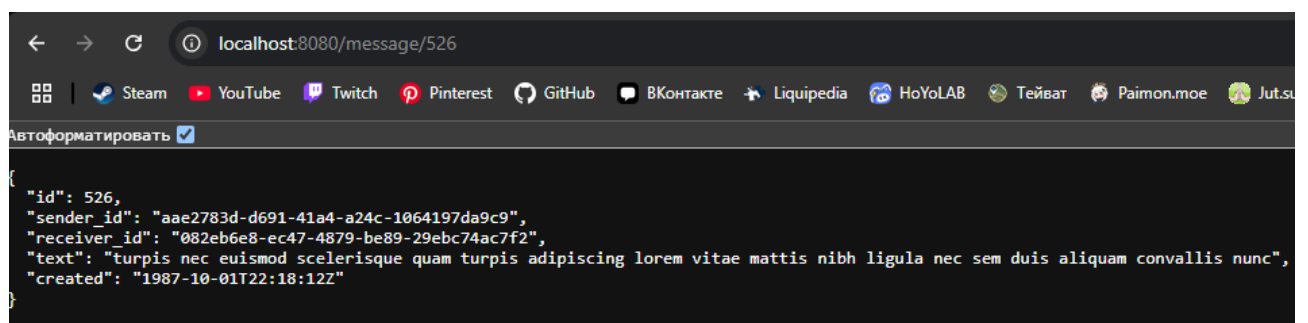 localhost:8080/message/526
Steam YouTube Twitch Pinterest GitHub ВКонтакте Liquipedia HoYoLAB Тейват Paimon.moe Jut.su
Автоформатировать
{
"id": 526,
"sender_id": "aae2783d-d691-41a4-a24c-1064197da9c9",
"receiver_id": "082eb6e8-ec47-4879-be89-29ebc74ac7f2",
"text": "turpis nec euismod scelerisque quam turpis adipiscing lorem vitae mattis nibh ligula nec sem duis aliquam convallis nunc",
"created": "1987-10-01T22:18:12Z"
}